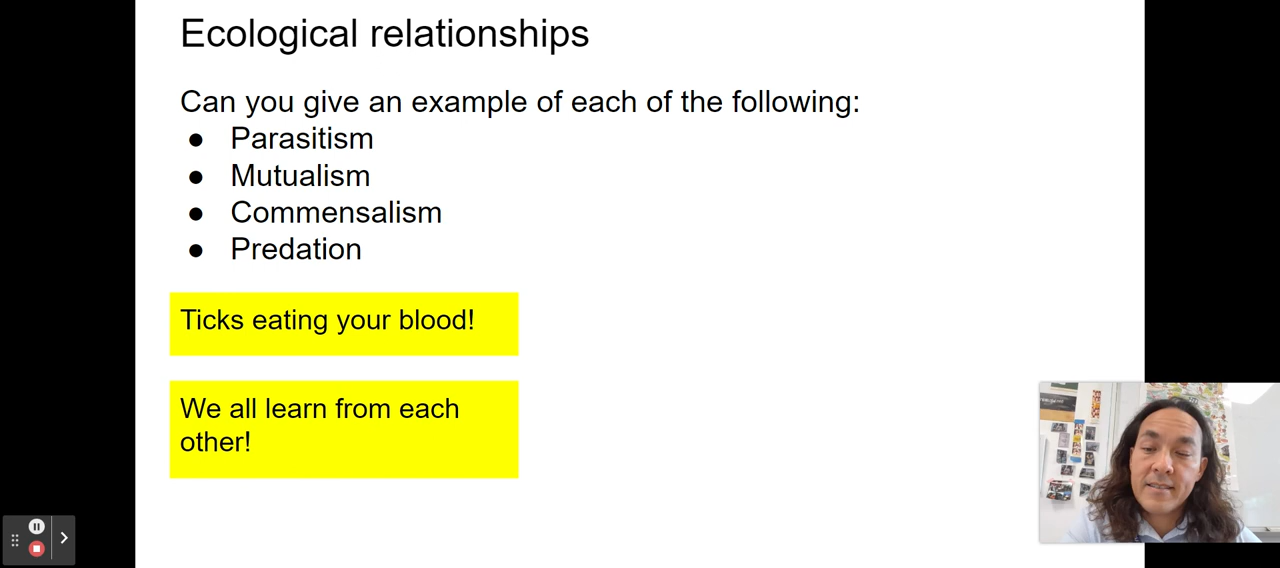 Ecological relationships
Can you give an example of each of the following:
● Parasitism
● Mutualism
● Commensalism
● Predation
Ticks eating your blood!
We all learn from each
other!